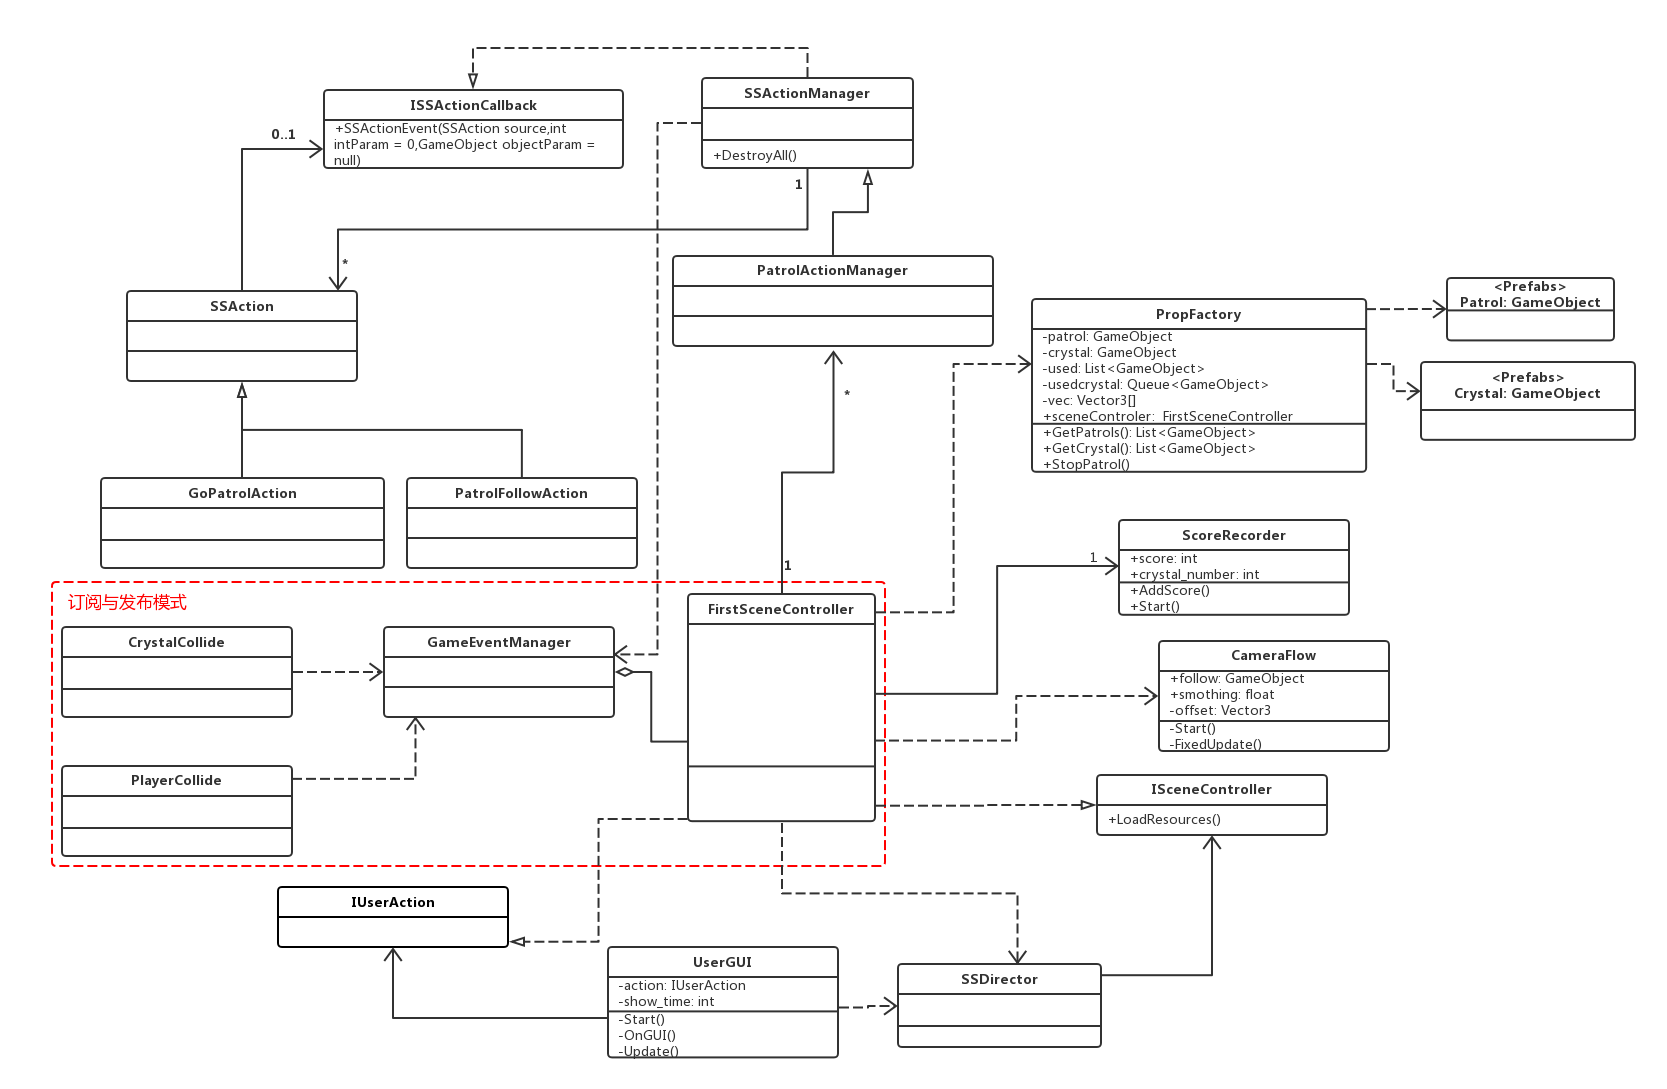 ISSActionCallback
+SSActionEvent(SSAction source,int
intParam = 0,GameObject objectParam =
null)
SSActionManager
+DestroyAll()
0..1
1
*
SSAction
PatrolActionManager
*
1
PropFactory
-patrol: GameObject
-crystal: GameObject
-used: List<GameObject>
-usedcrystal: Queue<GameObject>
-vec: Vector3[]
+sceneControler:  FirstSceneController
+GetPatrols(): List<GameObject>
+GetCrystal(): List<GameObject>
+StopPatrol()
<Prefabs>
Patrol: GameObject
<Prefabs>
Crystal: GameObject
GoPatrolAction
PatrolFollowAction
订阅与发布模式
CrystalCollide
GameEventManager
FirstSceneController
PlayerCollide
1
ScoreRecorder
+score: int
+crystal_number: int
+AddScore()
+Start()
CameraFlow
+follow: GameObject
+smothing: float
-offset: Vector3
-Start()
-FixedUpdate()
ISceneController
+LoadResources()
IUserAction
UserGUI
-action: IUserAction
-show_time: int
-Start()
-OnGUI()
-Update()
SSDirector